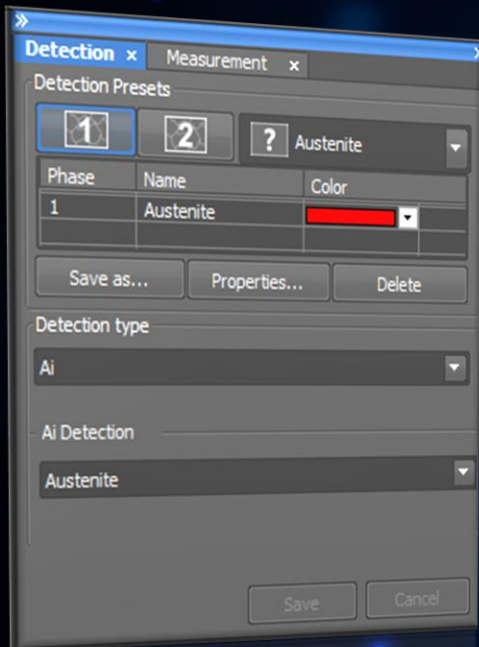 Detection x Measurement x
Detection Presets
1 2 ? Austenite
Phase Name Color
1 Austenite
Save as... Properties... Delete
Detection type
Ai
Ai Detection
Austenite
Save Cancel